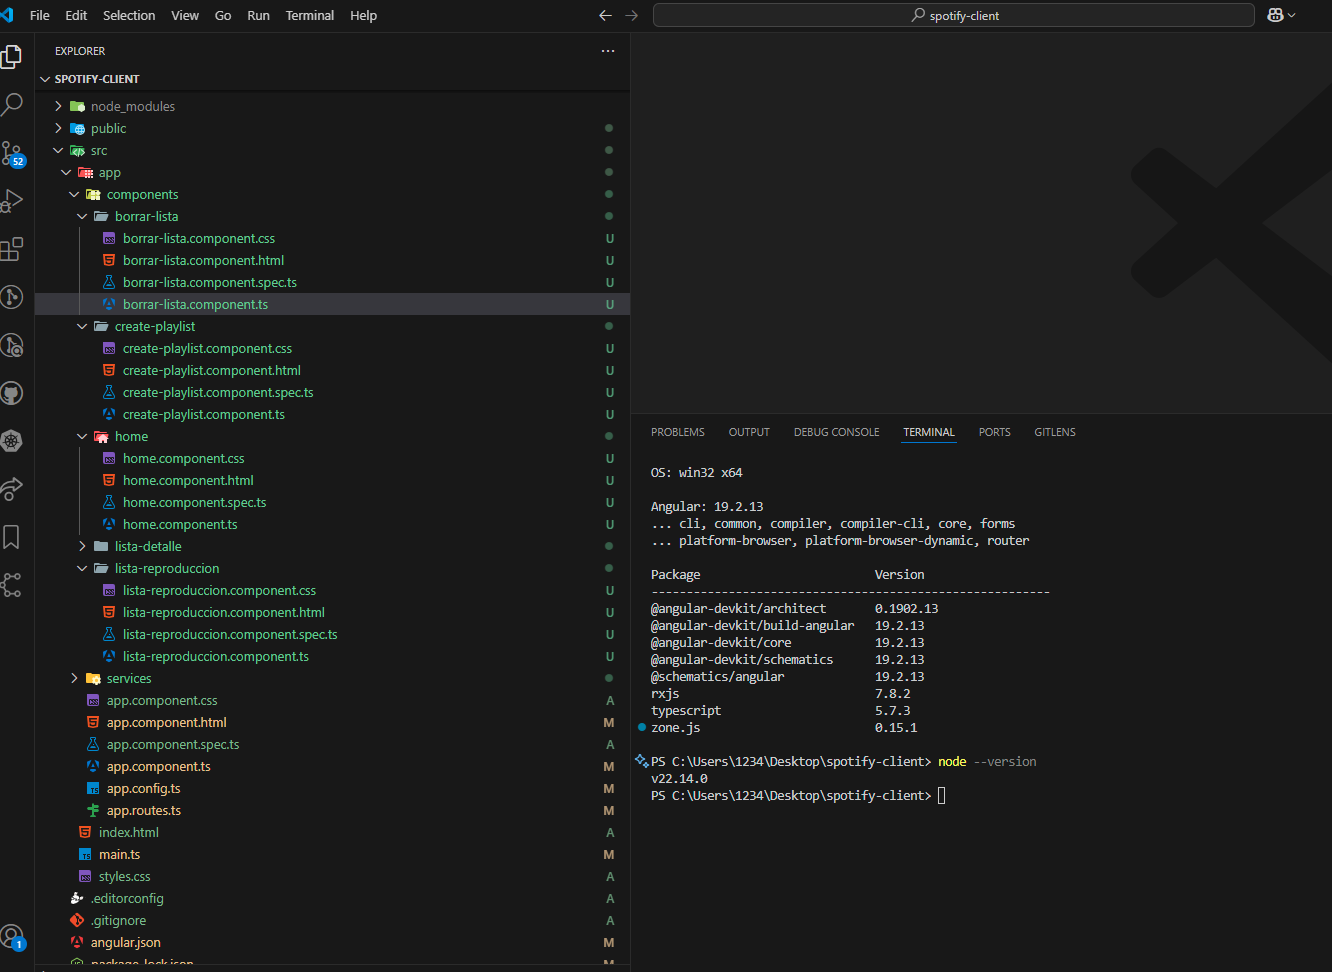 File Edit Selection View Go Run Terminal Help
spotify-client
EXPLORER
SPOTIFY-CLIENT
node_modules
public
src
app
components
borrar-lista
borrar-lista.component.css U
borrar-lista.component.html U
borrar-lista.component.spec.ts U
borrar-lista.component.ts U
create-playlist
create-playlist.component.css U
create-playlist.component.html U
create-playlist.component.spec.ts U
create-playlist.component.ts U
home
home.component.css U
home.component.html U
home.component.spec.ts U
home.component.ts U
lista-detalle
lista-reproduccion
lista-reproduccion.component.css U
lista-reproduccion.component.html U
lista-reproduccion.component.spec.ts U
lista-reproduccion.component.ts U
services
app.component.css A
app.component.html M
app.component.spec.ts A
app.component.ts M
app.config.ts M
app.routes.ts M
index.html A
main.ts M
styles.css A
.editorconfig A
.gitignore A
angular.json M
package-lock.json M
52
1
PROBLEMS OUTPUT DEBUG CONSOLE TERMINAL PORTS GITLENS
OS: win32 x64
Angular: 19.2.13
... cli, common, compiler, compiler-cli, core, forms
... platform-browser, platform-browser-dynamic, router
Package Version
---------------------------------------------------------
@angular-devkit/architect 0.1902.13
@angular-devkit/build-angular 19.2.13
@angular-devkit/core 19.2.13
@angular-devkit/schematics 19.2.13
@schematics/angular 19.2.13
rxjs 7.8.2
typescript 5.7.3
zone.js 0.15.1
PS C:\Users\1234\Desktop\spotify-client> node --version
v22.14.0
PS C:\Users\1234\Desktop\spotify-client>